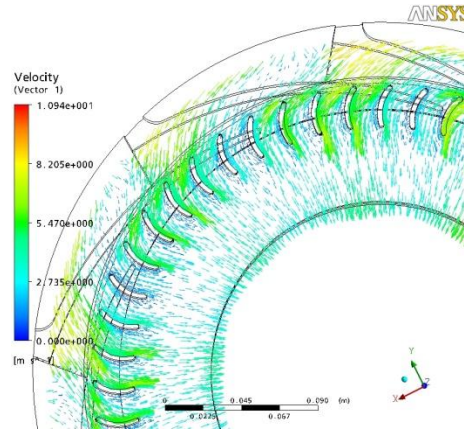 ANSYS
Velocity
(Vector 1)
1.094e+001
8.205e+000
5.470e+000
2.735e+000
0.000e+000
[m s^-1]
0 0.045 0.090 (m)
0.0225 0.067
Y
X Z